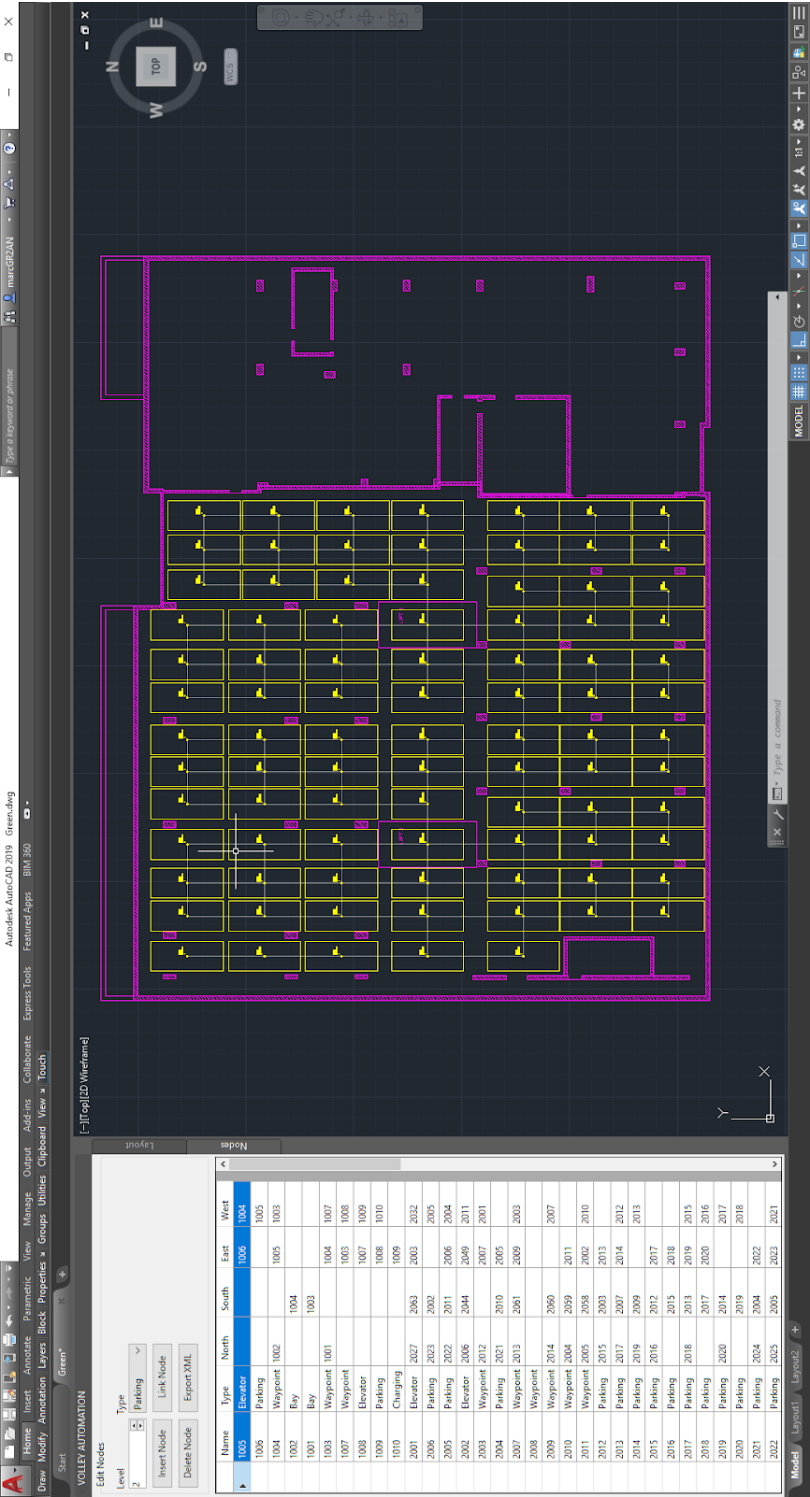 Autodesk AutoCAD 2019 Green.dwg
Type a keyword or phrase
marcGR2AN
Home Insert Annotate Parametric View Manage Output Add-ins Collaborate Express Tools Featured Apps BIM 360
Draw Modify Annotation Layers Block Properties Groups Utilities Clipboard View Touch
Start Green*
VOLLEY AUTOMATION
Edit Nodes
Level Type
2 Parking
Insert Node Link Node
Delete Node Export XML
Layout
Nodes
Name Type North South East West
1005 Elevator 1006 1004
1006 Parking 1005
1004 Waypoint 1002 1005 1003
1002 Bay 1004
1001 Bay 1003
1003 Waypoint 1001 1004 1007
1007 Waypoint 1003 1008
1008 Elevator 1007 1009
1009 Parking 1008 1010
1010 Charging 1009
2001 Elevator 2027 2063 2003 2032
2006 Parking 2023 2002 2005
2005 Parking 2022 2011 2006 2004
2002 Elevator 2006 2044 2049 2011
2003 Waypoint 2012 2007 2001
2004 Parking 2021 2010 2005
2007 Waypoint 2013 2061 2009 2003
2008 Waypoint
2009 Waypoint 2014 2060 2007
2010 Waypoint 2004 2059 2011
2011 Waypoint 2005 2058 2002 2010
2012 Parking 2015 2003 2013
2013 Parking 2017 2007 2014 2012
2014 Parking 2019 2009 2013
2015 Parking 2016 2012 2017
2016 Parking 2015 2018
2017 Parking 2018 2013 2019 2015
2018 Parking 2017 2020 2016
2019 Parking 2020 2014 2017
2020 Parking 2019 2018
2021 Parking 2024 2004 2022
2022 Parking 2025 2005 2023 2021
[-][Top][2D Wireframe]
N
W TOP E
S
WCS
Y
X
Type a command
Model Layout1 Layout2 +
MODEL 1:1